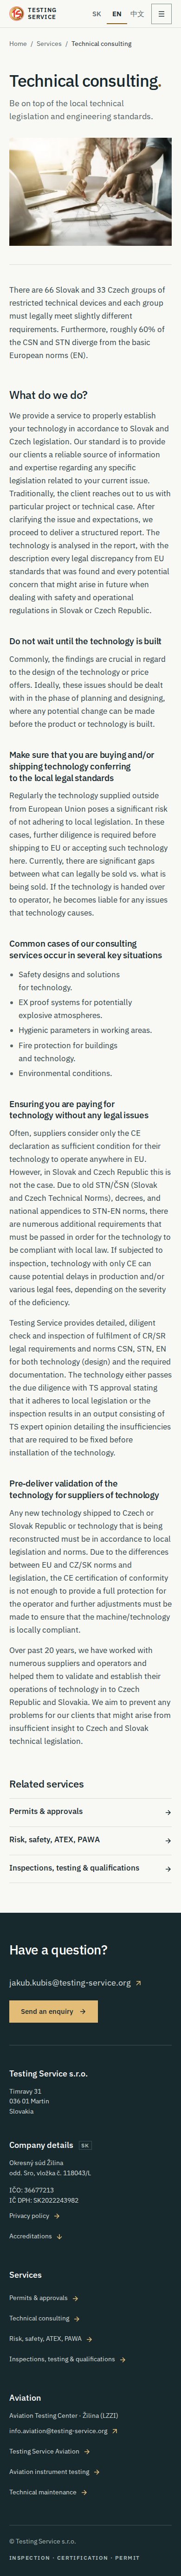 TESTING
SERVICE
SK EN 中文
Home / Services / Technical consulting
Technical consulting.
Be on top of the local technical
legislation and engineering standards.
There are 66 Slovak and 33 Czech groups of
restricted technical devices and each group
must legally meet slightly different
requirements. Furthermore, roughly 60% of
the CSN and STN diverge from the basic
European norms (EN).
What do we do?
We provide a service to properly establish
your technology in accordance to Slovak and
Czech legislation. Our standard is to provide
our clients with a reliable source of information
and expertise regarding any specific
legislation related to your current issue.
Traditionally, the client reaches out to us with
particular project or technical case. After
clarifying the issue and expectations, we
proceed to deliver a structured report. The
technology is analysed in the report, with the
description every legal discrepancy from EU
standards that was found and every potential
concern that might arise in future when
dealing with safety and operational
regulations in Slovak or Czech Republic.
Do not wait until the technology is built
Commonly, the findings are crucial in regard
to the design of the technology or price
offers. Ideally, these issues should be dealt
with in the phase of planning and designing,
where any potential change can be made
before the product or technology is built.
Make sure that you are buying and/or
shipping technology conferring
to the local legal standards
Regularly the technology supplied outside
from European Union poses a significant risk
of not adhering to local legislation. In these
cases, further diligence is required before
shipping to EU or accepting such technology
here. Currently, there are significant gaps
between what can legally be sold vs. what is
being sold. If the technology is handed over
to operator, he becomes liable for any issues
that technology causes.
Common cases of our consulting
services occur in several key situations
• Safety designs and solutions
for technology.
• EX proof systems for potentially
explosive atmospheres.
• Hygienic parameters in working areas.
• Fire protection for buildings
and technology.
• Environmental conditions.
Ensuring you are paying for
technology without any legal issues
Often, suppliers consider only the CE
declaration as sufficient condition for their
technology to operate anywhere in EU.
However, in Slovak and Czech Republic this is
not the case. Due to old STN/ČSN (Slovak
and Czech Technical Norms), decrees, and
national appendices to STN-EN norms, there
are numerous additional requirements that
must be passed in order for the technology to
be compliant with local law. If subjected to
inspection, technology with only CE can
cause potential delays in production and/or
various legal fees, depending on the severity
of the deficiency.
Testing Service provides detailed, diligent
check and inspection of fulfilment of CR/SR
legal requirements and norms CSN, STN, EN
for both technology (design) and the required
documentation. The technology either passes
the due diligence with TS approval stating
that it adheres to local legislation or the
inspection results in an output consisting of
TS expert opinion detailing the insufficiencies
that are required to be fixed before
installation of the technology.
Pre-deliver validation of the
technology for suppliers of technology
Any new technology shipped to Czech or
Slovak Republic or technology that is being
reconstructed must be in accordance to local
legislation and norms. Due to the differences
between EU and CZ/SK norms and
legislation, the CE certification of conformity
is not enough to provide a full protection for
the operator and further adjustments must be
made to ensure that the machine/technology
is locally compliant.
Over past 20 years, we have worked with
numerous suppliers and operators and
helped them to validate and establish their
operations of technology in to Czech
Republic and Slovakia. We aim to prevent any
problems for our clients that might arise from
insufficient insight to Czech and Slovak
technical legislation.
Related services
Permits & approvals →
Risk, safety, ATEX, PAWA →
Inspections, testing & qualifications →
Have a question?
jakub.kubis@testing-service.org ↗
Send an enquiry →
Testing Service s.r.o.
Timravy 31
036 01 Martin
Slovakia
Company details SK
Okresný súd Žilina
odd. Sro, vložka č. 118043/L
IČO: 36677213
IČ DPH: SK2022243982
Privacy policy →
Accreditations ↓
Services
Permits & approvals →
Technical consulting →
Risk, safety, ATEX, PAWA →
Inspections, testing & qualifications →
Aviation
Aviation Testing Center · Žilina (LZZI)
info.aviation@testing-service.org ↗
Testing Service Aviation →
Aviation instrument testing →
Technical maintenance →
© Testing Service s.r.o.
INSPECTION · CERTIFICATION · PERMIT